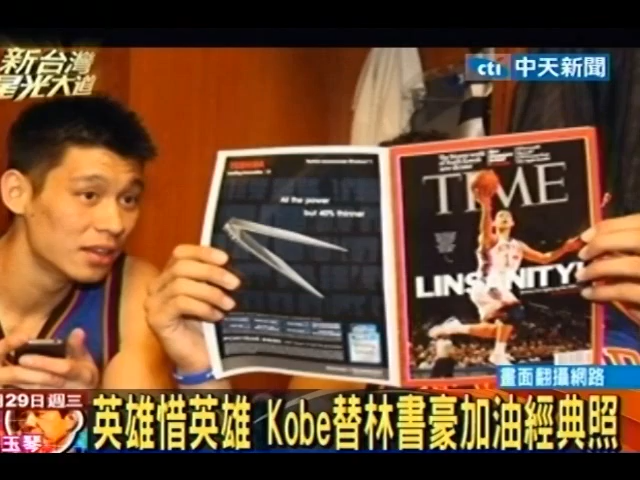 新台灣
星光大道
cti 中天新聞
TOSHIBA
All the power
but 40% thinner
TIME
LINSANITY!
畫面翻攝網路
29日週三
玉琴
英雄惜英雄 Kobe替林書豪加油經典照